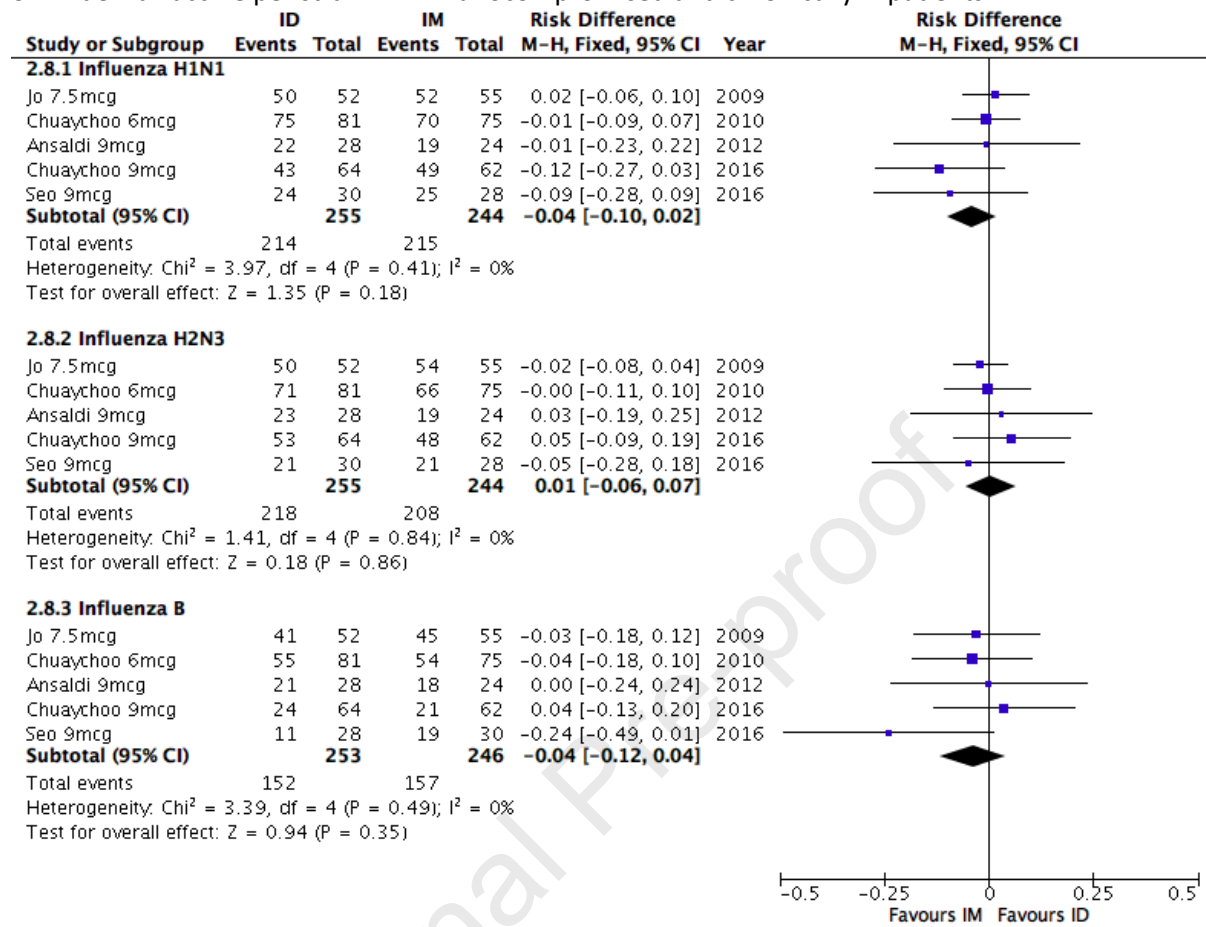 ID IM Risk Difference Risk Difference
Study or Subgroup Events Total Events Total M-H, Fixed, 95% CI Year M-H, Fixed, 95% CI
2.8.1 Influenza H1N1
Jo 7.5mcg 50 52 52 55 0.02 [-0.06, 0.10] 2009
Chuaychoo 6mcg 75 81 70 75 -0.01 [-0.09, 0.07] 2010
Ansaldi 9mcg 22 28 19 24 -0.01 [-0.23, 0.22] 2012
Chuaychoo 9mcg 43 64 49 62 -0.12 [-0.27, 0.03] 2016
Seo 9mcg 24 30 25 28 -0.09 [-0.28, 0.09] 2016
Subtotal (95% CI) 255 244 -0.04 [-0.10, 0.02]
Total events 214 215
Heterogeneity: Chi² = 3.97, df = 4 (P = 0.41); I² = 0%
Test for overall effect: Z = 1.35 (P = 0.18)
2.8.2 Influenza H2N3
Jo 7.5mcg 50 52 54 55 -0.02 [-0.08, 0.04] 2009
Chuaychoo 6mcg 71 81 66 75 -0.00 [-0.11, 0.10] 2010
Ansaldi 9mcg 23 28 19 24 0.03 [-0.19, 0.25] 2012
Chuaychoo 9mcg 53 64 48 62 0.05 [-0.09, 0.19] 2016
Seo 9mcg 21 30 21 28 -0.05 [-0.28, 0.18] 2016
Subtotal (95% CI) 255 244 0.01 [-0.06, 0.07]
Total events 218 208
Heterogeneity: Chi² = 1.41, df = 4 (P = 0.84); I² = 0%
Test for overall effect: Z = 0.18 (P = 0.86)
2.8.3 Influenza B
Jo 7.5mcg 41 52 45 55 -0.03 [-0.18, 0.12] 2009
Chuaychoo 6mcg 55 81 54 75 -0.04 [-0.18, 0.10] 2010
Ansaldi 9mcg 21 28 18 24 0.00 [-0.24, 0.24] 2012
Chuaychoo 9mcg 24 64 21 62 0.04 [-0.13, 0.20] 2016
Seo 9mcg 11 28 19 30 -0.24 [-0.49, 0.01] 2016
Subtotal (95% CI) 253 246 -0.04 [-0.12, 0.04]
Total events 152 157
Heterogeneity: Chi² = 3.39, df = 4 (P = 0.49); I² = 0%
Test for overall effect: Z = 0.94 (P = 0.35)
-0.5 -0.25 0 0.25 0.5
Favours IM Favours ID
nal Pre-proof